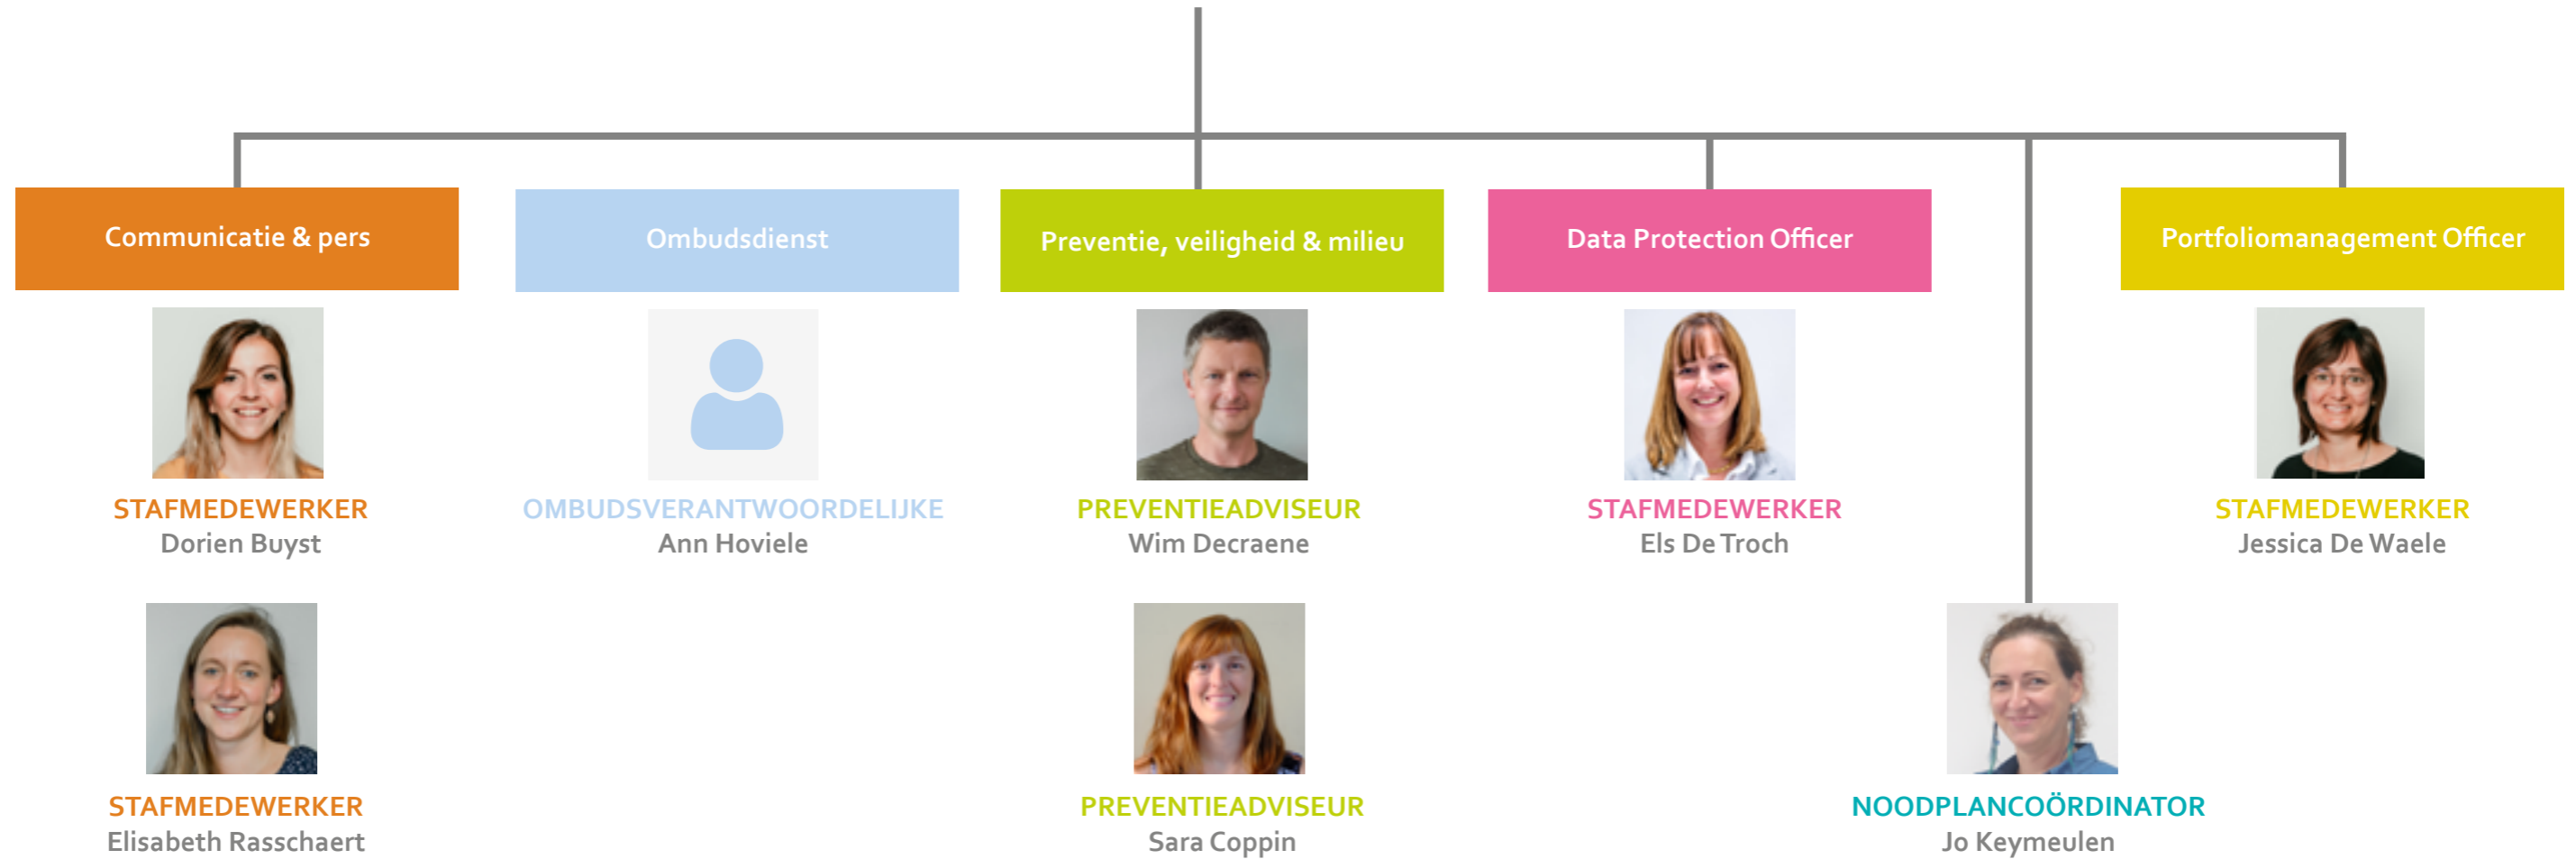 Communicatie & pers
Ombudsdienst
Preventie, veiligheid & milieu
Data Protection Officer
Portfoliomanagement Officer
STAFMEDEWERKER
Dorien Buyst
OMBUDSVERANTWOORDELIJKE
Ann Hoviele
PREVENTIEADVISEUR
Wim Decraene
STAFMEDEWERKER
Els De Troch
STAFMEDEWERKER
Jessica De Waele
STAFMEDEWERKER
Elisabeth Rasschaert
PREVENTIEADVISEUR
Sara Coppin
NOODPLANCOÖRDINATOR
Jo Keymeulen